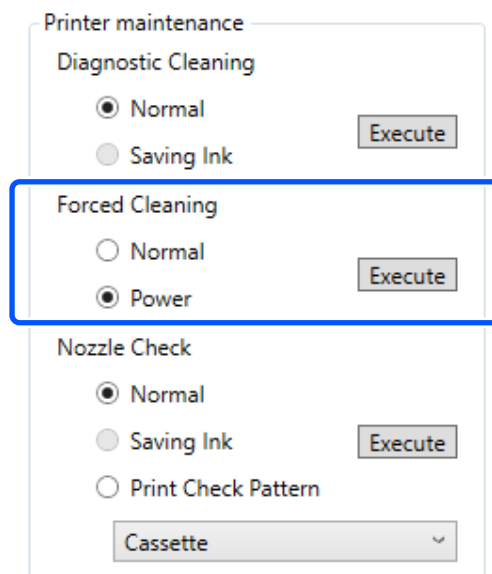 Printer maintenance
Diagnostic Cleaning
Normal
Execute
Saving Ink
Forced Cleaning
Normal
Execute
Power
Nozzle Check
Normal
Saving Ink
Execute
Print Check Pattern
Cassette